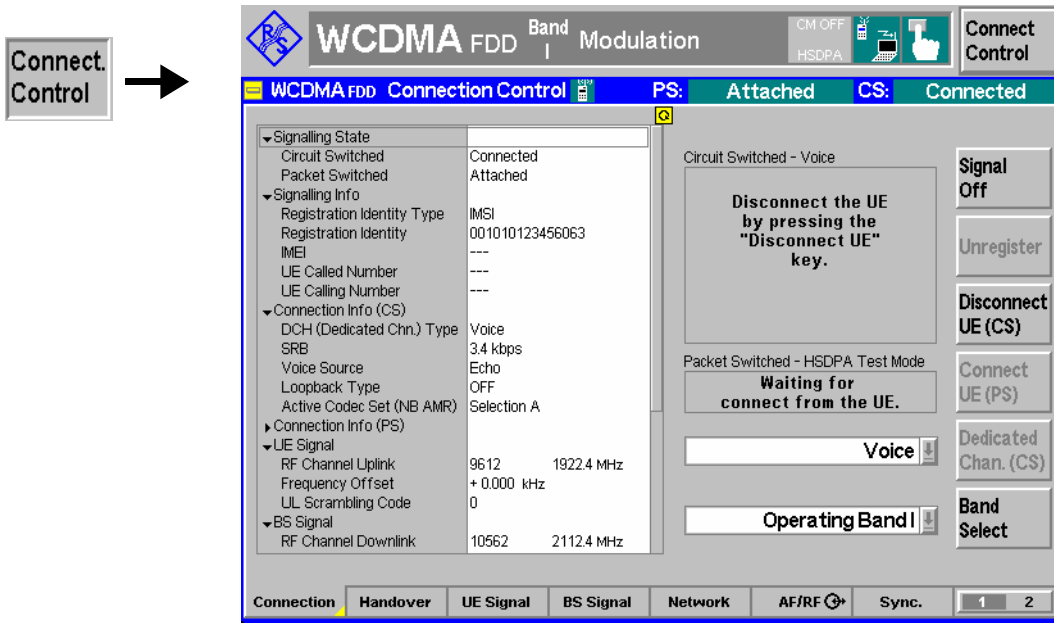 Connect.
Control
R S
WCDMA FDD Band I Modulation
CM OFF
HSDPA
Connect
Control
WCDMA FDD Connection Control PS: Attached CS: Connected
Signalling State
Circuit Switched Connected
Packet Switched Attached
Signalling Info
Registration Identity Type IMSI
Registration Identity 001010123456063
IMEI ---
UE Called Number ---
UE Calling Number ---
Connection Info (CS)
DCH (Dedicated Chn.) Type Voice
SRB 3.4 kbps
Voice Source Echo
Loopback Type OFF
Active Codec Set (NB AMR) Selection A
Connection Info (PS)
UE Signal
RF Channel Uplink 9612 1922.4 MHz
Frequency Offset + 0.000 kHz
UL Scrambling Code 0
BS Signal
RF Channel Downlink 10562 2112.4 MHz
Circuit Switched - Voice
Disconnect the UE
by pressing the
"Disconnect UE"
key.
Packet Switched - HSDPA Test Mode
Waiting for
connect from the UE.
Voice
Operating Band I
Signal
Off
Unregister
Disconnect
UE (CS)
Connect
UE (PS)
Dedicated
Chan. (CS)
Band
Select
Connection Handover UE Signal BS Signal Network AF/RF Sync. 1 2